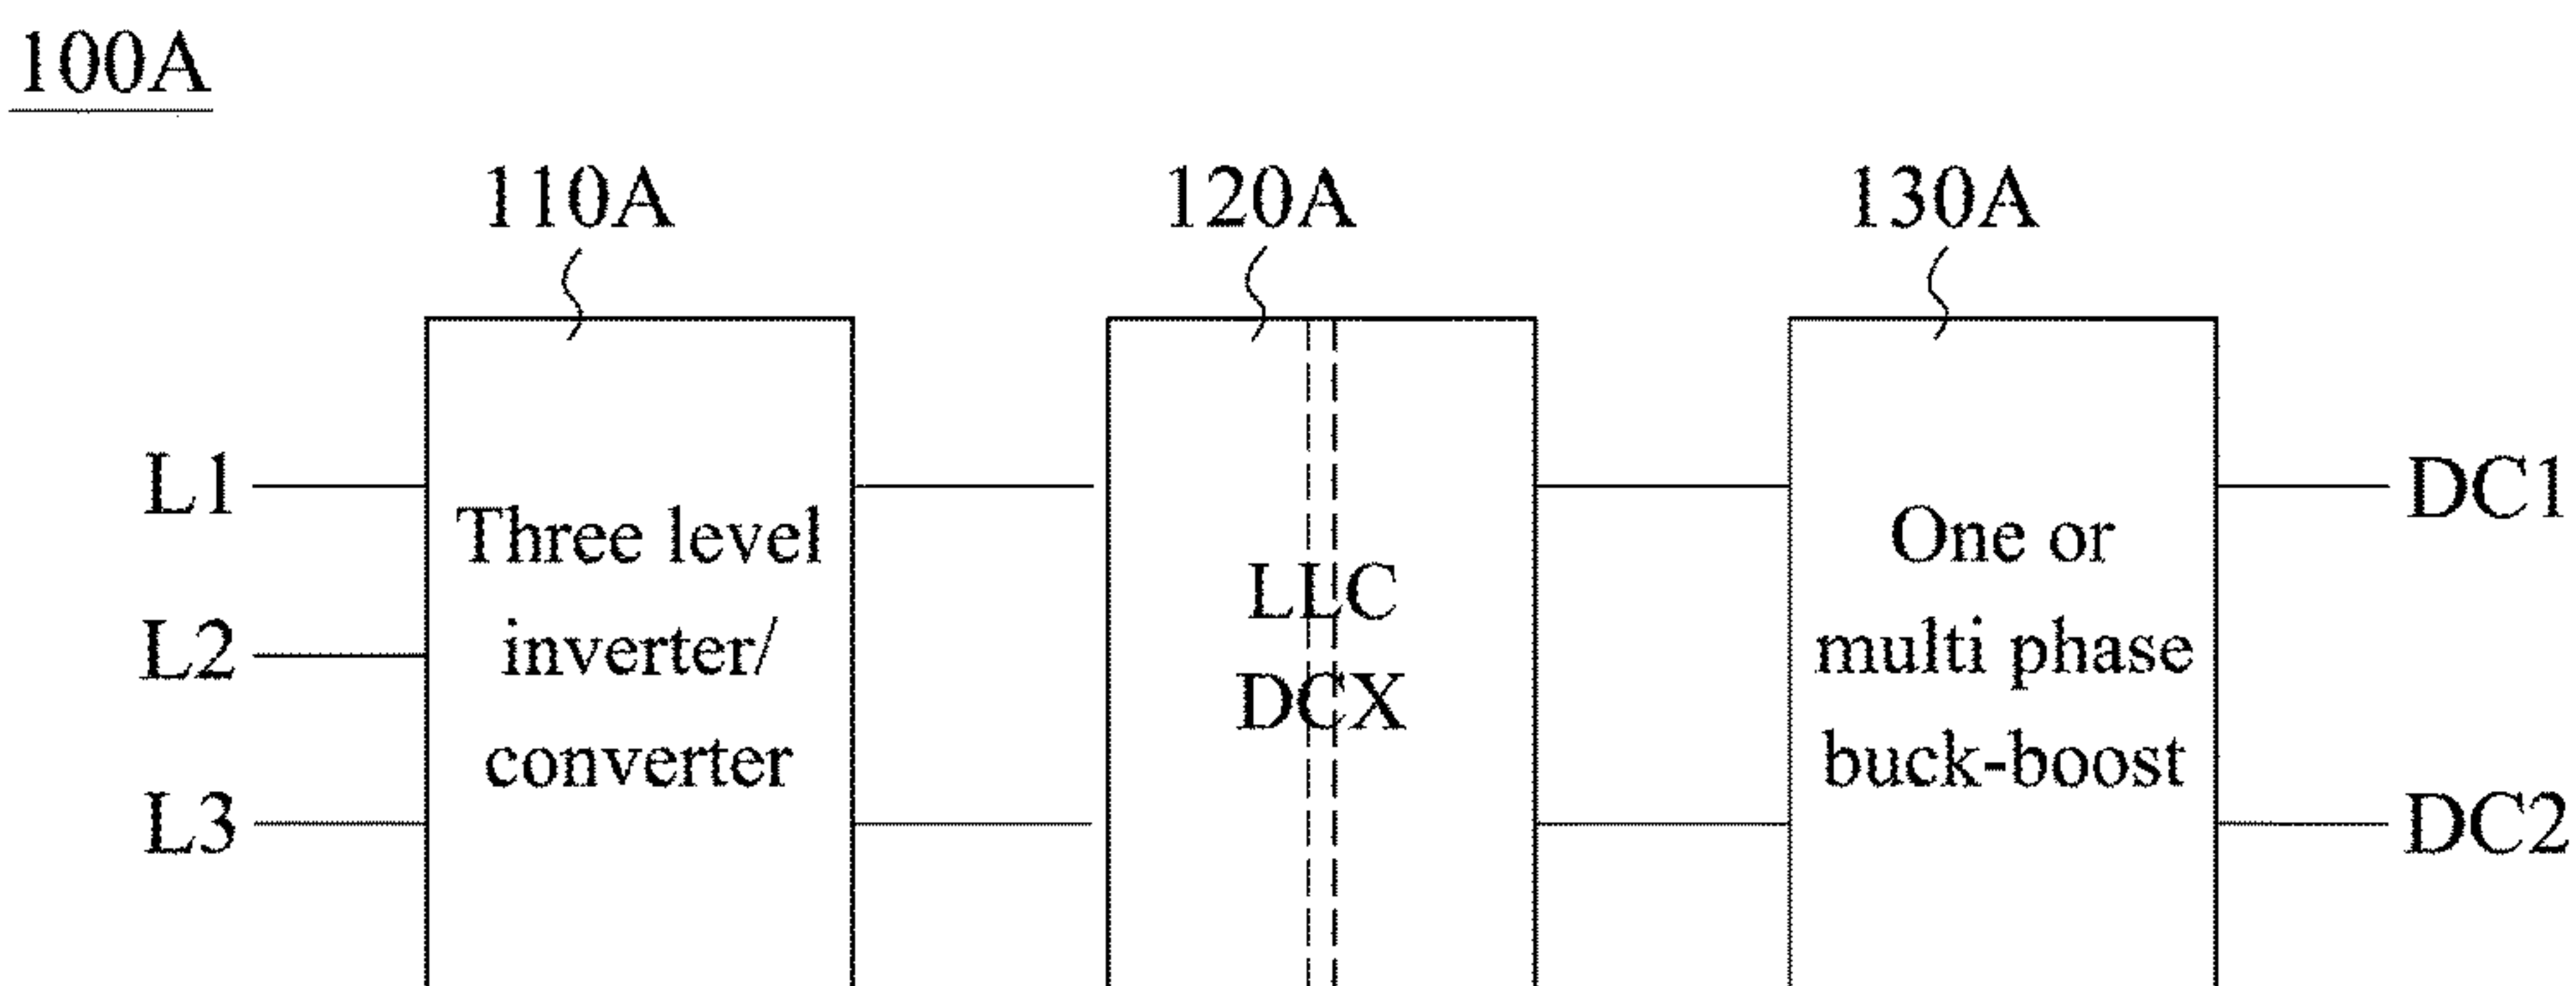 100A
110A
120A
130A
L1
L2
L3
Three level
inverter/
converter
LLC
DCX
One or
multi phase
buck-boost
DC1
DC2